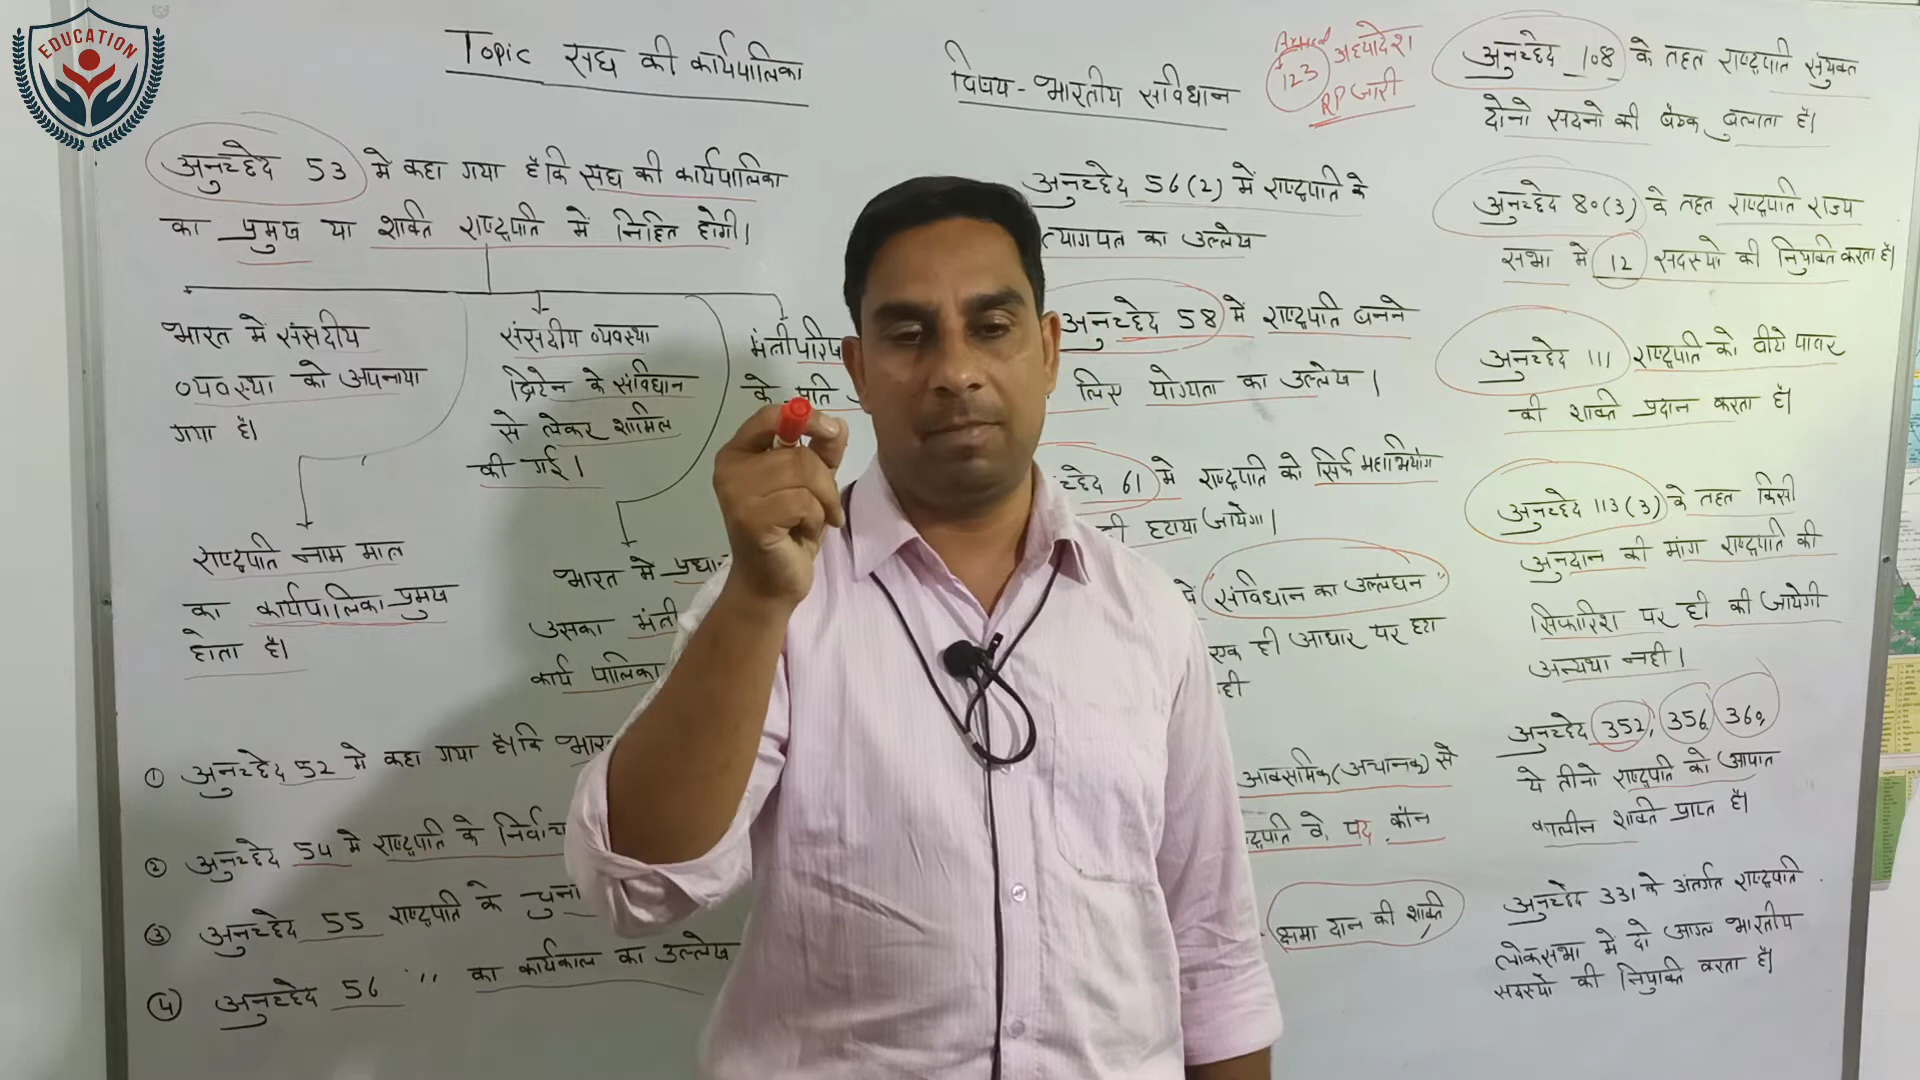 EDUCATION
Topic संघ की कार्यपालिका
विषय - भारतीय संविधान
Artical
123
अध्यादेश
RP जारी
अनुच्छेद 53 मे कहा गया है कि संघ की कार्यपालिका
का प्रमुख या शक्ति राष्ट्रपति मे निहित होगी।
भारत मे संसदीय
व्यवस्था को अपनाया
गया है।
संसदीय व्यवस्था
ब्रिटेन के संविधान
से लेकर शामिल
की गई।
मंत्रीपरिष
के प्रति
राष्ट्रपति नाम मात्र
का कार्यपालिका प्रमुख
होता है।
भारत मे प्रधा
उसका मंत्री
कार्य पालिका
① अनुच्छेद 52 मे कहा गया है। कि भार
② अनुच्छेद 54 मे राष्ट्रपति के निर्वाच
③ अनुच्छेद 55 राष्ट्रपति के चुना
④ अनुच्छेद 56 '' का कार्यकाल का उल्लेख
अनुच्छेद 56(2) मे राष्ट्रपति के
त्यागपत्र का उल्लेख
अनुच्छेद 58 मे राष्ट्रपति बनने
लिए योग्यता का उल्लेख।
च्छेद 61 मे राष्ट्रपति को सिर्फ महाभियोग
ही हटाया जायेगा।
पे "संविधान का उल्लंघन"
एक ही आधार पर हटा
ही
आकसमिक (अचानक) से
ष्ट्रपति के पद कौन
क्षमा दान की शक्ति
अनुच्छेद 108 के तहत राष्ट्रपति संयुक्त
दोनो सदनो की बैठक बुलाता है।
अनुच्छेद 80(3) के तहत राष्ट्रपति राज्य
सभा मे 12 सदस्यो की नियुक्ति करता है।
अनुच्छेद 111 राष्ट्रपति को वीटो पावर
की शक्ति प्रदान करता है।
अनुच्छेद 113(3) के तहत किसी
अनुदान की मांग राष्ट्रपति की
सिफारिश पर ही की जायेगी
अन्यथा नही।
अनुच्छेद 352, 356, 360,
ये तीनो राष्ट्रपति को आपात
कालीन शक्ति प्राप्त है।
अनुच्छेद 331 के अंतर्गत राष्ट्रपति
लोकसभा मे दो आंग्ल भारतीय
सदस्यो की नियुक्ति करता है।